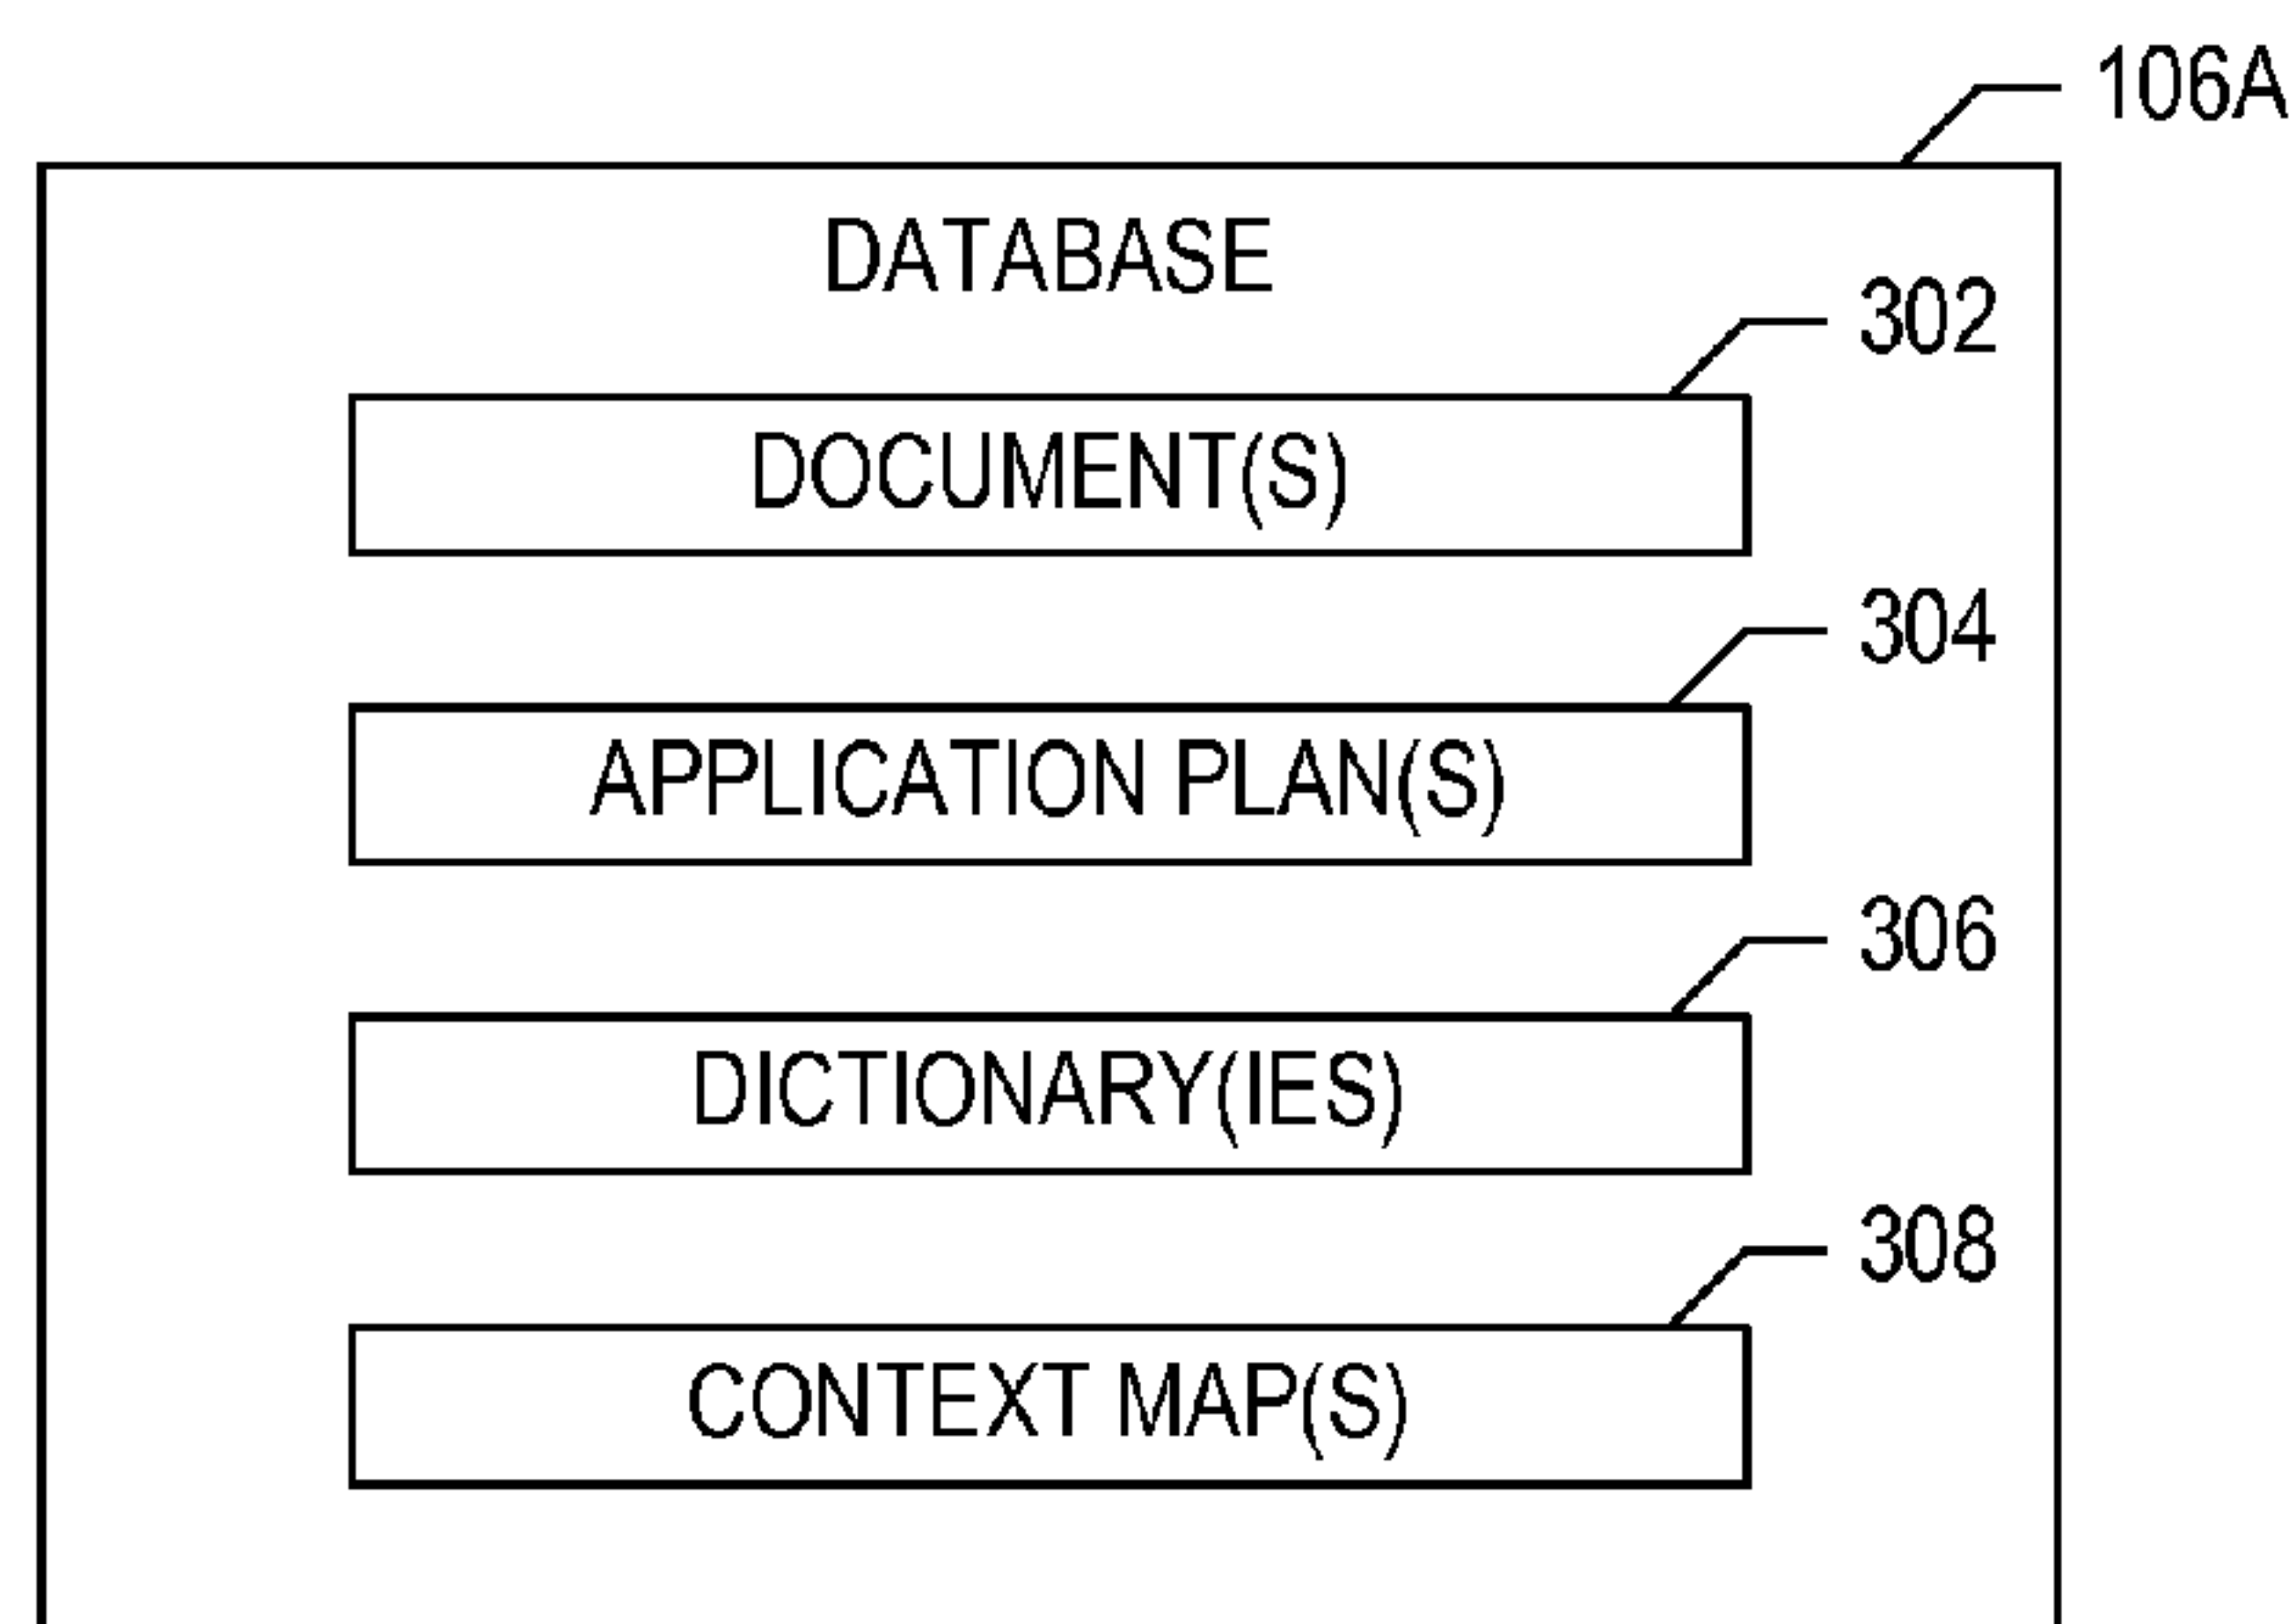 106A
DATABASE
302
DOCUMENT(S)
304
APPLICATION PLAN(S)
306
DICTIONARY(IES)
308
CONTEXT MAP(S)